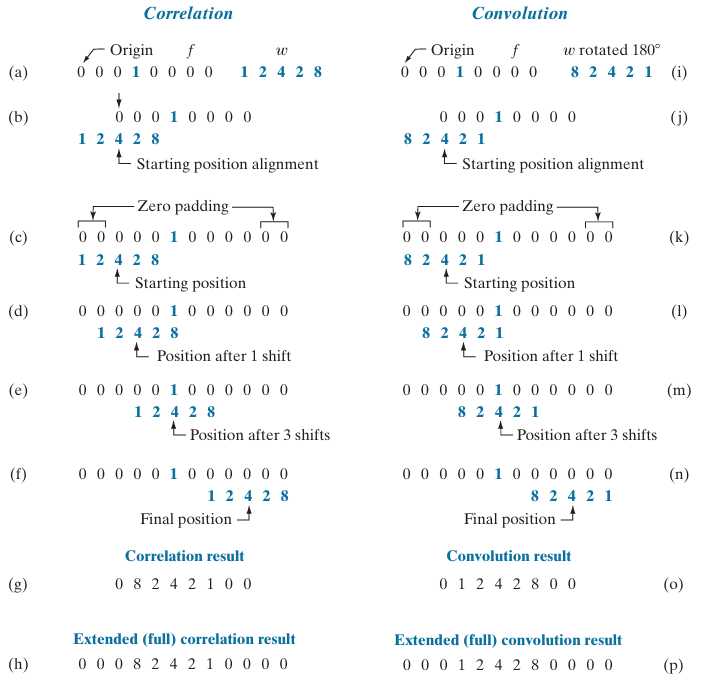 Correlation Convolution
Origin f w Origin f w rotated 180°
(a) 0 0 0 1 0 0 0 0 1 2 4 2 8 0 0 0 1 0 0 0 0 8 2 4 2 1 (i)
(b) 0 0 0 1 0 0 0 0 0 0 0 1 0 0 0 0 (j)
1 2 4 2 8 8 2 4 2 1
Starting position alignment Starting position alignment
Zero padding Zero padding
(c) 0 0 0 0 0 1 0 0 0 0 0 0 0 0 0 0 0 1 0 0 0 0 0 0 (k)
1 2 4 2 8 8 2 4 2 1
Starting position Starting position
(d) 0 0 0 0 0 1 0 0 0 0 0 0 0 0 0 0 0 1 0 0 0 0 0 0 (l)
1 2 4 2 8 8 2 4 2 1
Position after 1 shift Position after 1 shift
(e) 0 0 0 0 0 1 0 0 0 0 0 0 0 0 0 0 0 1 0 0 0 0 0 0 (m)
1 2 4 2 8 8 2 4 2 1
Position after 3 shifts Position after 3 shifts
(f) 0 0 0 0 0 1 0 0 0 0 0 0 0 0 0 0 0 1 0 0 0 0 0 0 (n)
1 2 4 2 8 8 2 4 2 1
Final position Final position
Correlation result Convolution result
(g) 0 8 2 4 2 1 0 0 0 1 2 4 2 8 0 0 (o)
Extended (full) correlation result Extended (full) convolution result
(h) 0 0 0 8 2 4 2 1 0 0 0 0 0 0 0 1 2 4 2 8 0 0 0 0 (p)